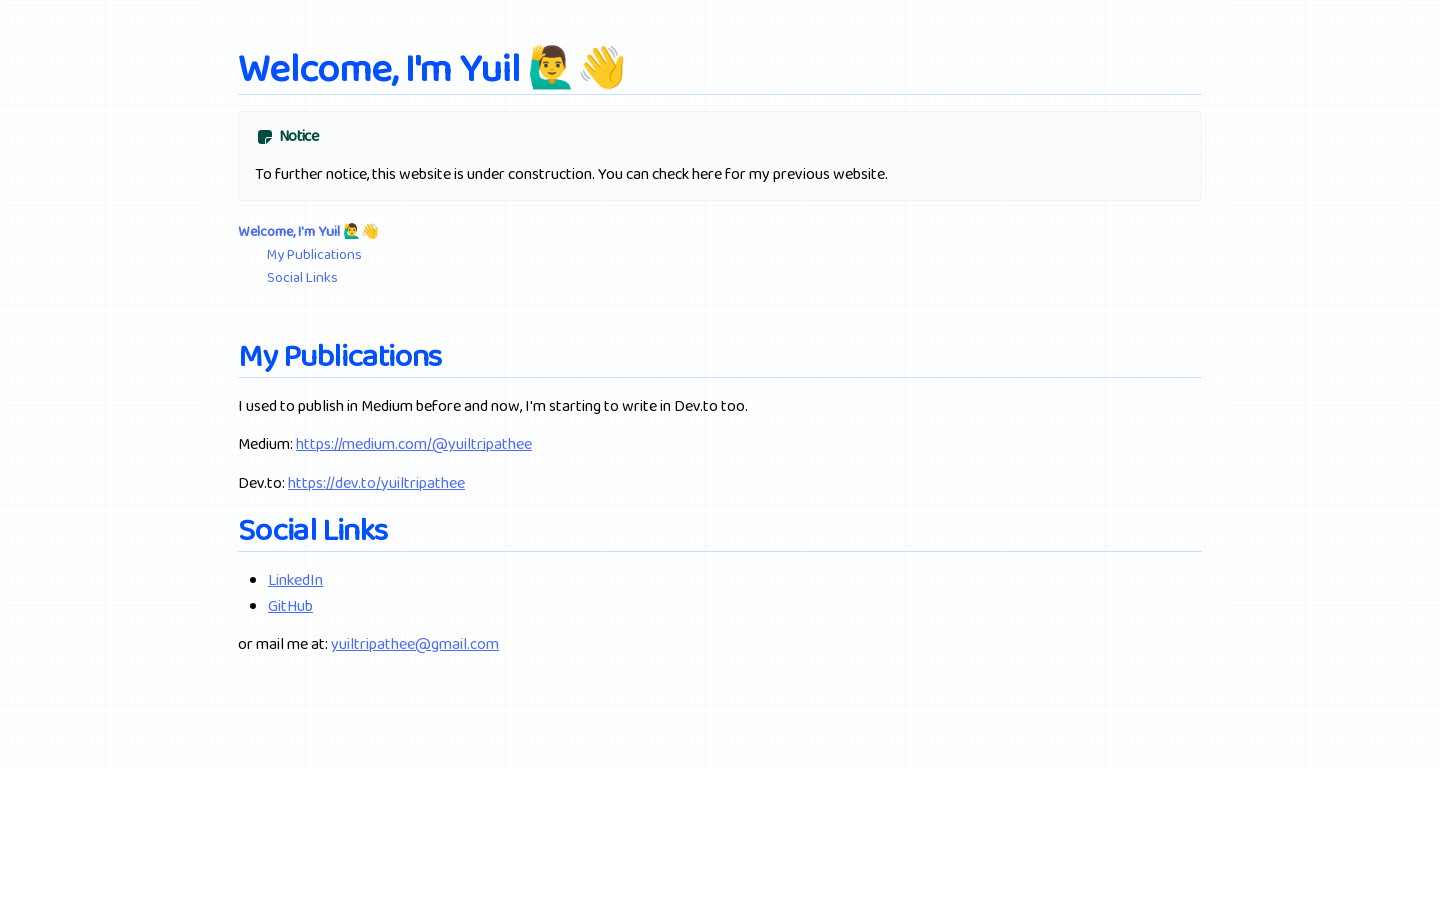 Welcome, I'm Yuil 🙋‍♂️👋
Notice
To further notice, this website is under construction. You can check here for my previous website.
Welcome, I'm Yuil 🙋‍♂️👋
My Publications
Social Links
My Publications
I used to publish in Medium before and now, I'm starting to write in Dev.to too.
Medium: https://medium.com/@yuiltripathee
Dev.to: https://dev.to/yuiltripathee
Social Links
LinkedIn
GitHub
or mail me at: yuiltripathee@gmail.com